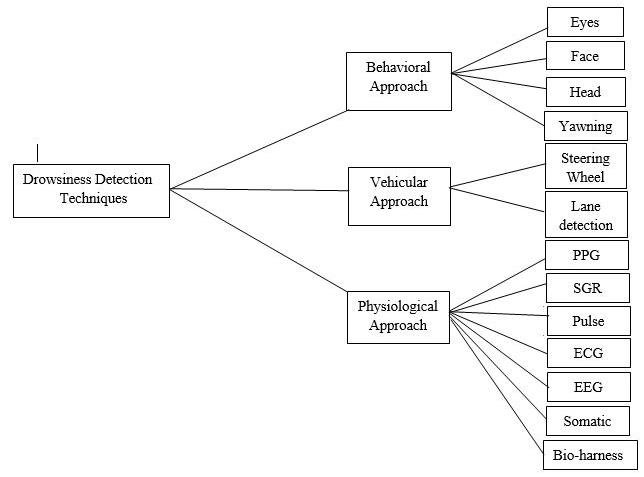 Drowsiness Detection
Techniques
Behavioral
Approach
Eyes
Face
Head
Yawning
Vehicular
Approach
Steering
Wheel
Lane
detection
Physiological
Approach
PPG
SGR
Pulse
ECG
EEG
Somatic
Bio-harness